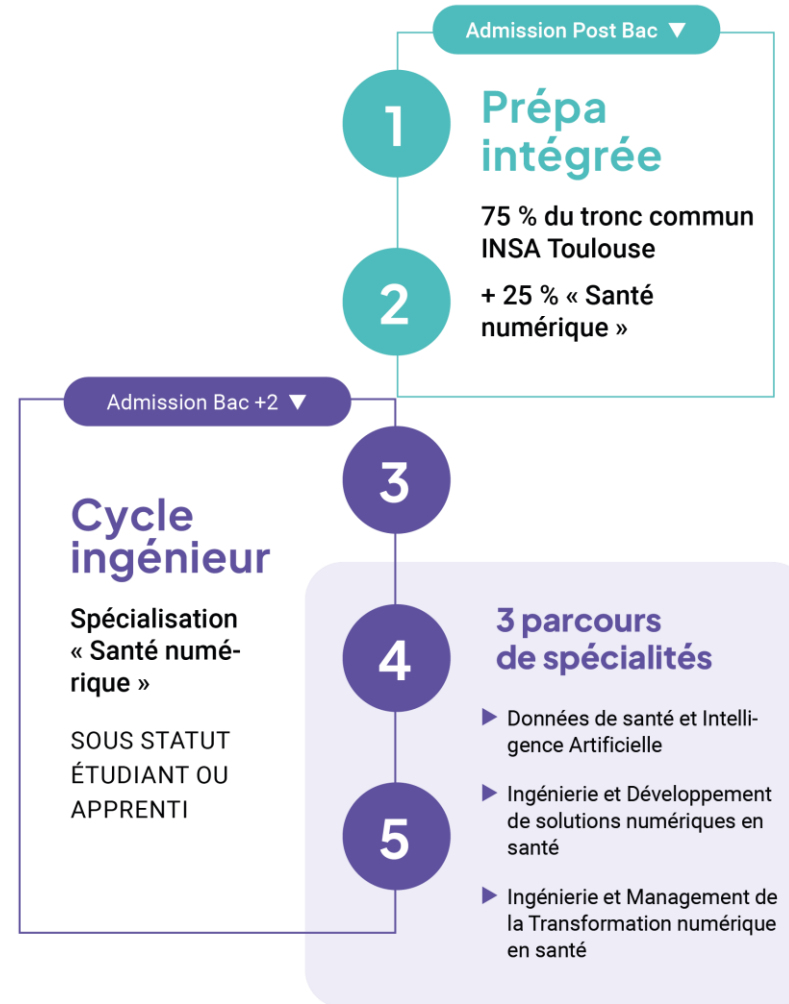 Admission Post Bac ▼
1
Prépa
intégrée
75 % du tronc commun
INSA Toulouse
2
+ 25 % « Santé
numérique »
Admission Bac +2 ▼
3
Cycle
ingénieur
Spécialisation
« Santé numé-
rique »
SOUS STATUT
ÉTUDIANT OU
APPRENTI
4
3 parcours
de spécialités
▶ Données de santé et Intelli-
gence Artificielle
5
▶ Ingénierie et Développement
de solutions numériques en
santé
▶ Ingénierie et Management de
la Transformation numérique
en santé